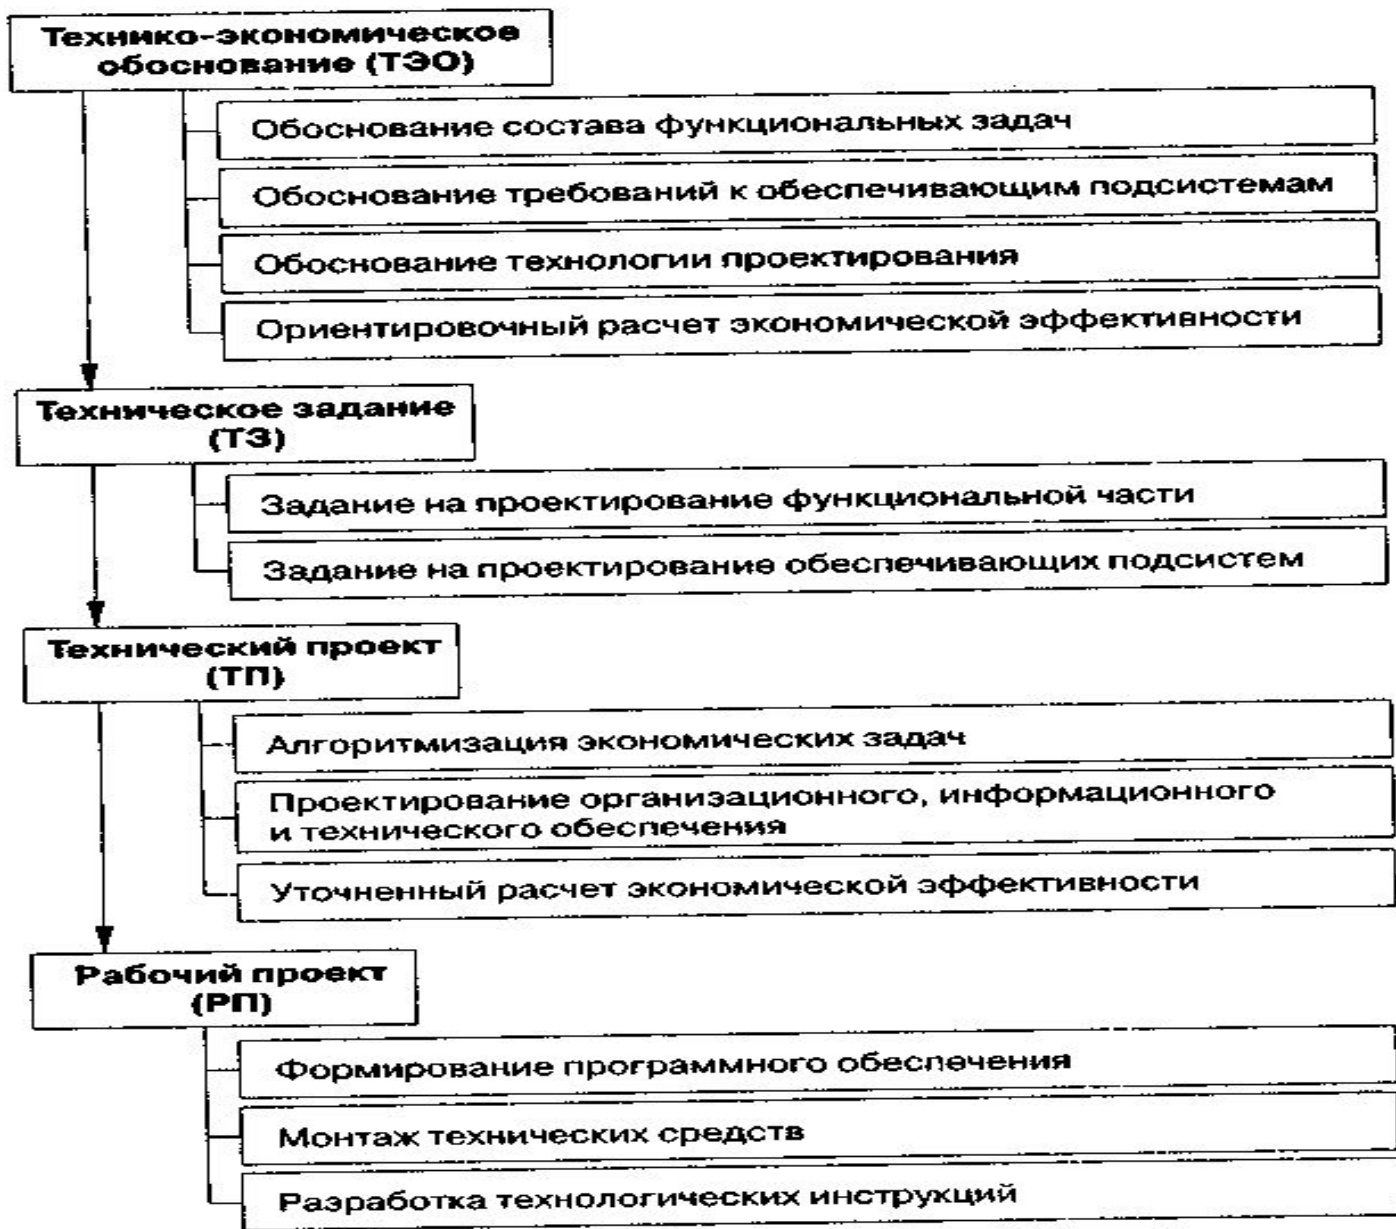 Технико-экономическое
обоснование (ТЭО)
Обоснование состава функциональных задач
Обоснование требований к обеспечивающим подсистемам
Обоснование технологии проектирования
Ориентировочный расчет экономической эффективности
Техническое задание
(ТЗ)
Задание на проектирование функциональной части
Задание на проектирование обеспечивающих подсистем
Технический проект
(ТП)
Алгоритмизация экономических задач
Проектирование организационного, информационного
и технического обеспечения
Уточненный расчет экономической эффективности
Рабочий проект
(РП)
Формирование программного обеспечения
Монтаж технических средств
Разработка технологических инструкций